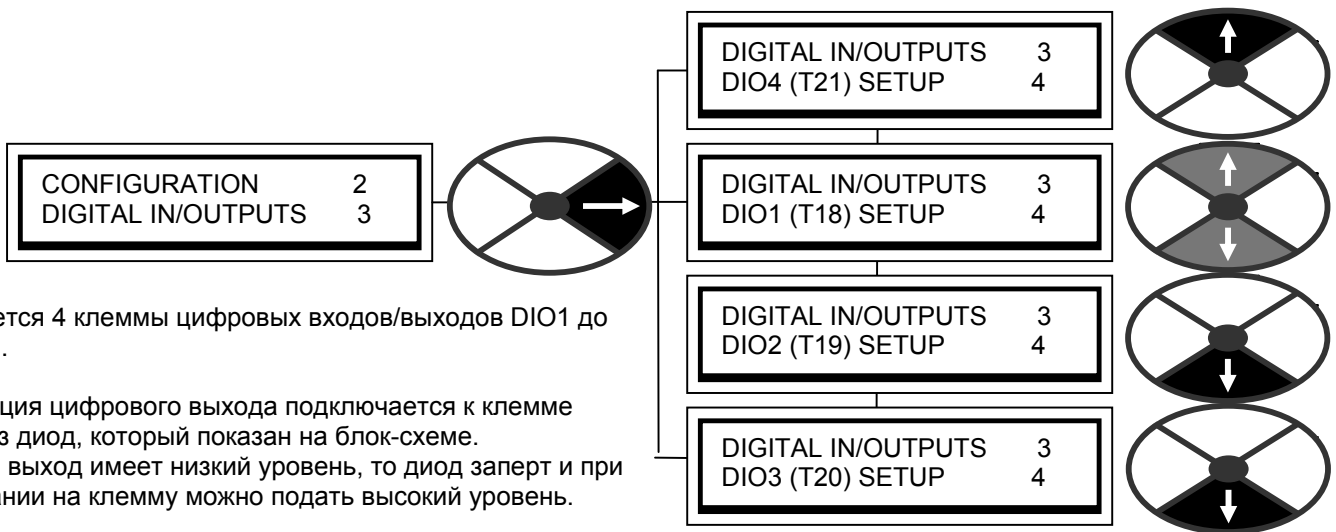 DIGITAL IN/OUTPUTS 3
DIO4 (T21) SETUP 4
CONFIGURATION 2
DIGITAL IN/OUTPUTS 3
DIGITAL IN/OUTPUTS 3
DIO1 (T18) SETUP 4
DIGITAL IN/OUTPUTS 3
DIO2 (T19) SETUP 4
DIGITAL IN/OUTPUTS 3
DIO3 (T20) SETUP 4
ется 4 клеммы цифровых входов/выходов DIO1 до
.
ция цифрового выхода подключается к клемме
з диод, который показан на блок-схеме.
выход имеет низкий уровень, то диод заперт и при
ании на клемму можно подать высокий уровень.